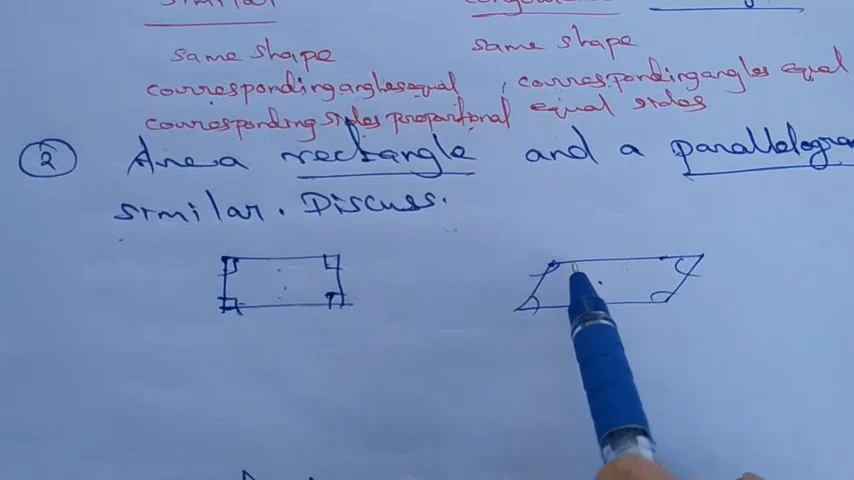 similar
same shape same shape
corresponding angles equal, corresponding angles equal
corresponding sides proportional equal sides
2 Are a rectangle and a parallelogra
similar. Discuss.